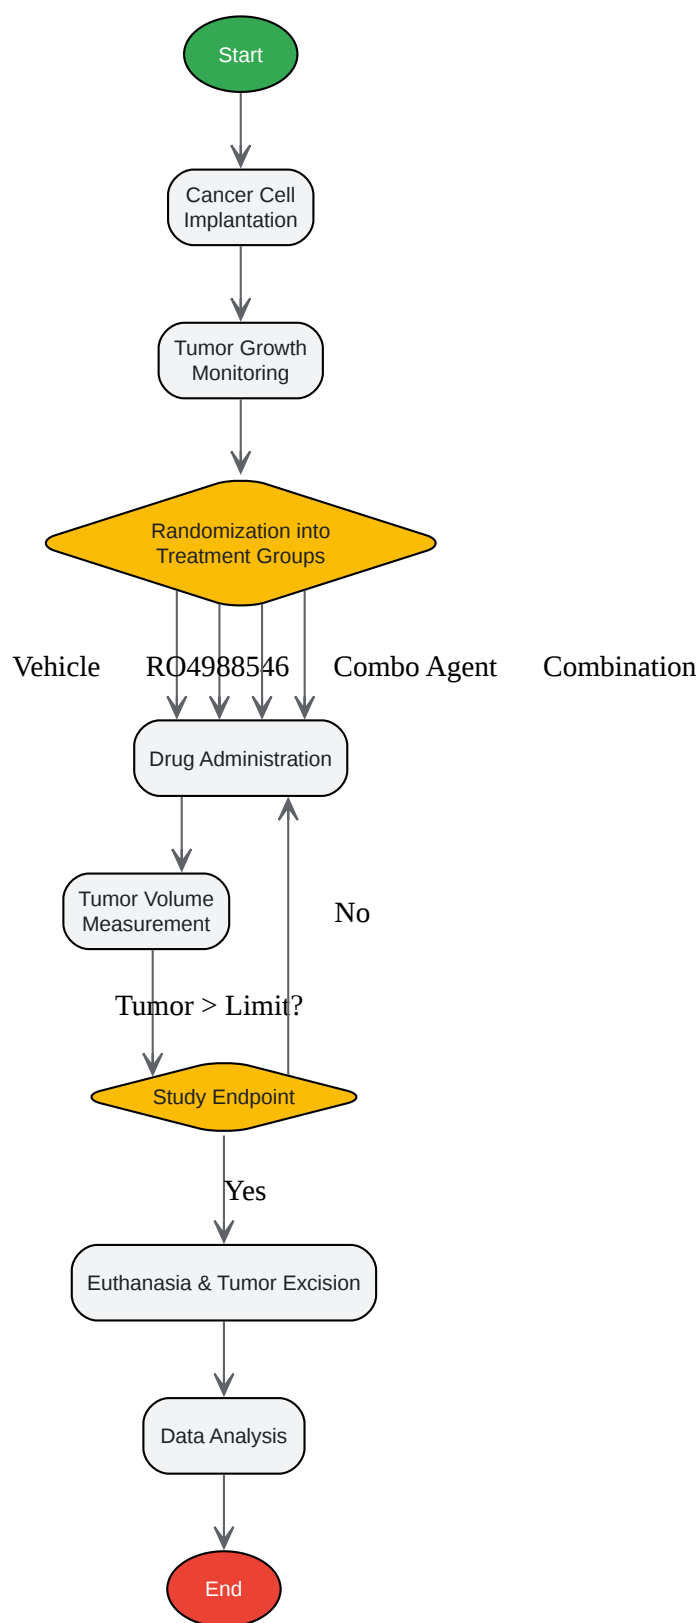 Start
Cancer Cell
Implantation
Tumor Growth
Monitoring
Randomization into
Treatment Groups
Vehicle
RO4988546
Combo Agent
Combination
Drug Administration
Tumor Volume
Measurement
No
Tumor > Limit?
Study Endpoint
Yes
Euthanasia & Tumor Excision
Data Analysis
End